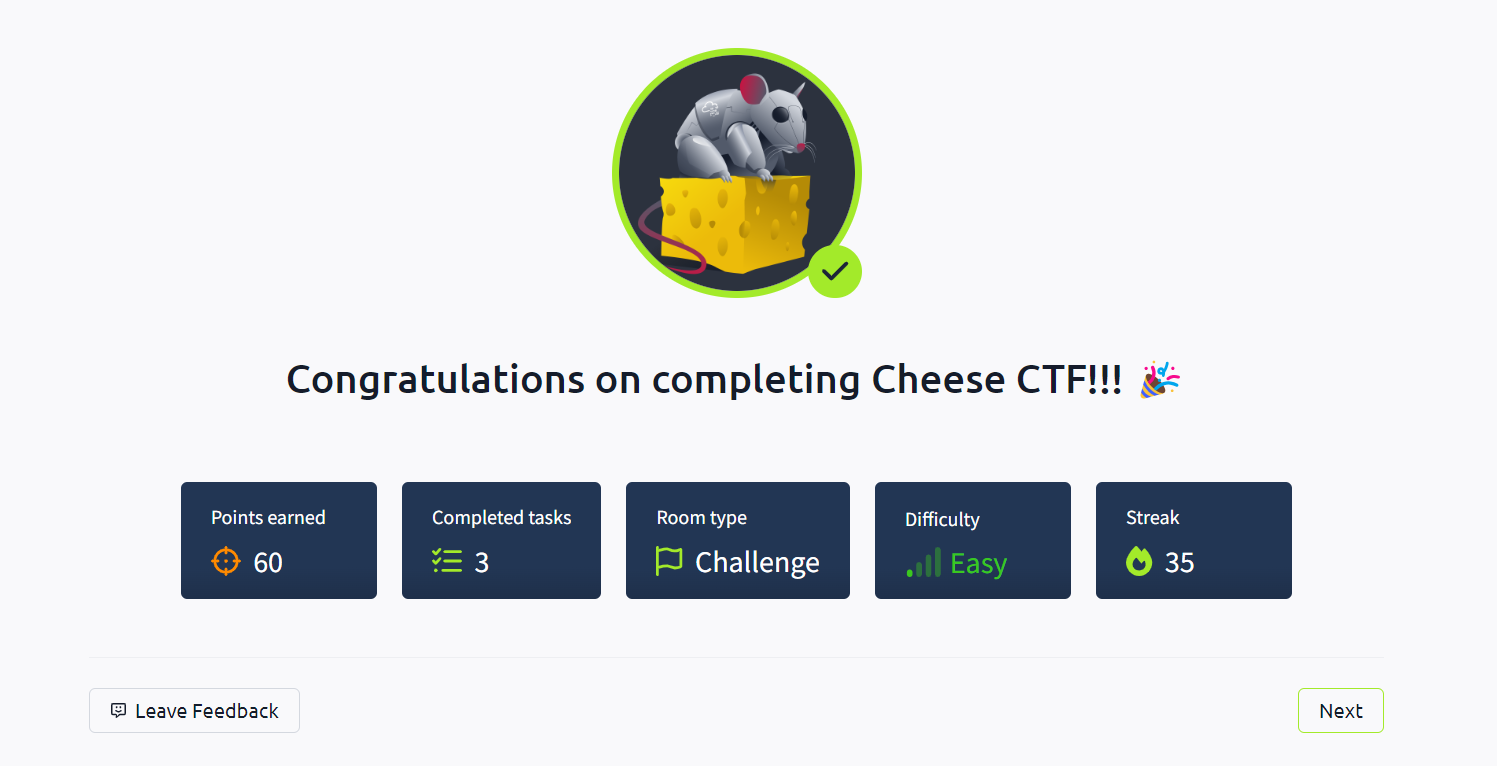 Congratulations on completing Cheese CTF!!! 🎉
Points earned
60
Completed tasks
3
Room type
Challenge
Difficulty
Easy
Streak
35
Leave Feedback
Next